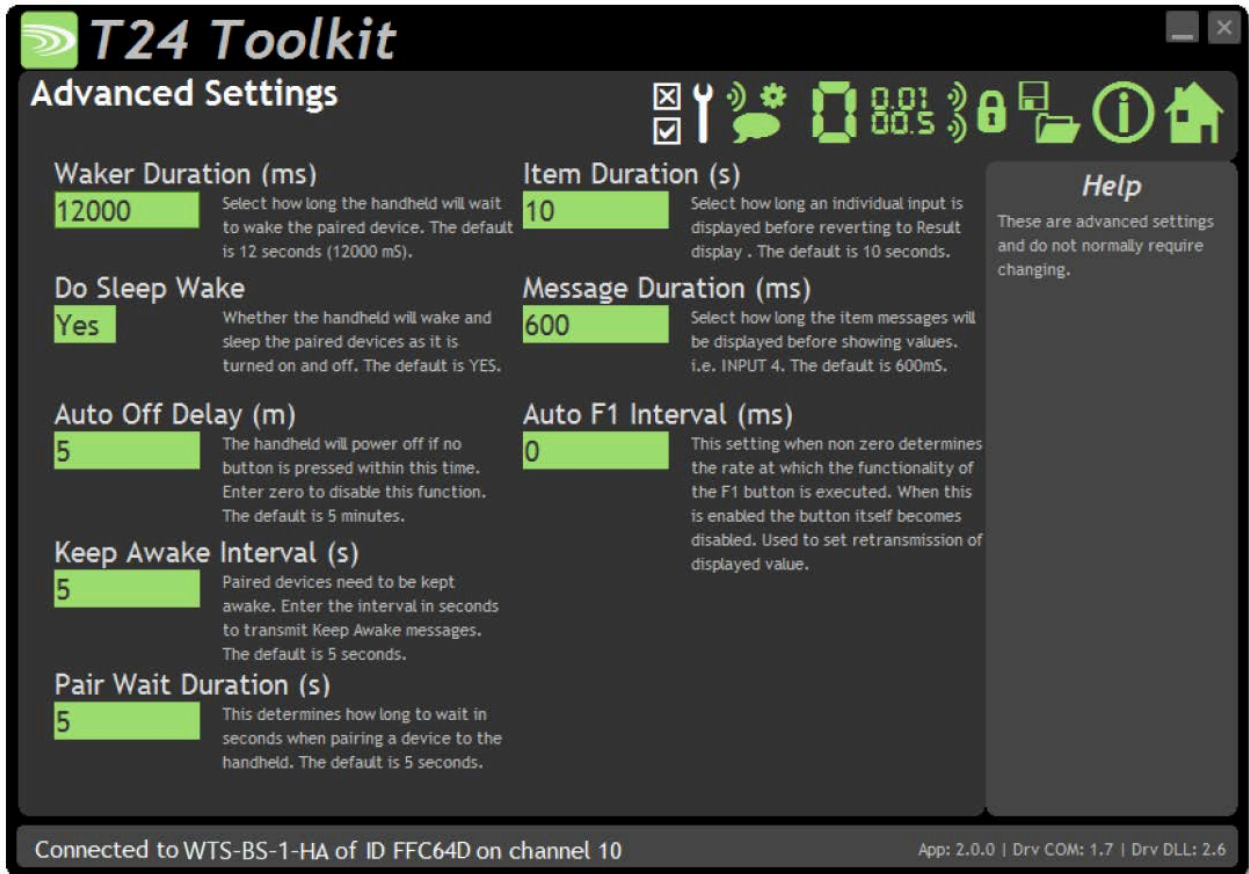 T24 Toolkit
Advanced Settings
0
0.01
00.5
Waker Duration (ms)
12000
Select how long the handheld will wait
to wake the paired device. The default
is 12 seconds (12000 mS).
Do Sleep Wake
Yes
Whether the handheld will wake and
sleep the paired devices as it is
turned on and off. The default is YES.
Auto Off Delay (m)
5
The handheld will power off if no
button is pressed within this time.
Enter zero to disable this function.
The default is 5 minutes.
Keep Awake Interval (s)
5
Paired devices need to be kept
awake. Enter the interval in seconds
to transmit Keep Awake messages.
The default is 5 seconds.
Pair Wait Duration (s)
5
This determines how long to wait in
seconds when pairing a device to the
handheld. The default is 5 seconds.
Item Duration (s)
10
Select how long an individual input is
displayed before reverting to Result
display . The default is 10 seconds.
Message Duration (ms)
600
Select how long the item messages will
be displayed before showing values.
i.e. INPUT 4. The default is 600mS.
Auto F1 Interval (ms)
0
This setting when non zero determines
the rate at which the functionality of
the F1 button is executed. When this
is enabled the button itself becomes
disabled. Used to set retransmission of
displayed value.
Help
These are advanced settings
and do not normally require
changing.
Connected to WTS-BS-1-HA of ID FFC64D on channel 10
App: 2.0.0 | Drv COM: 1.7 | Drv DLL: 2.6